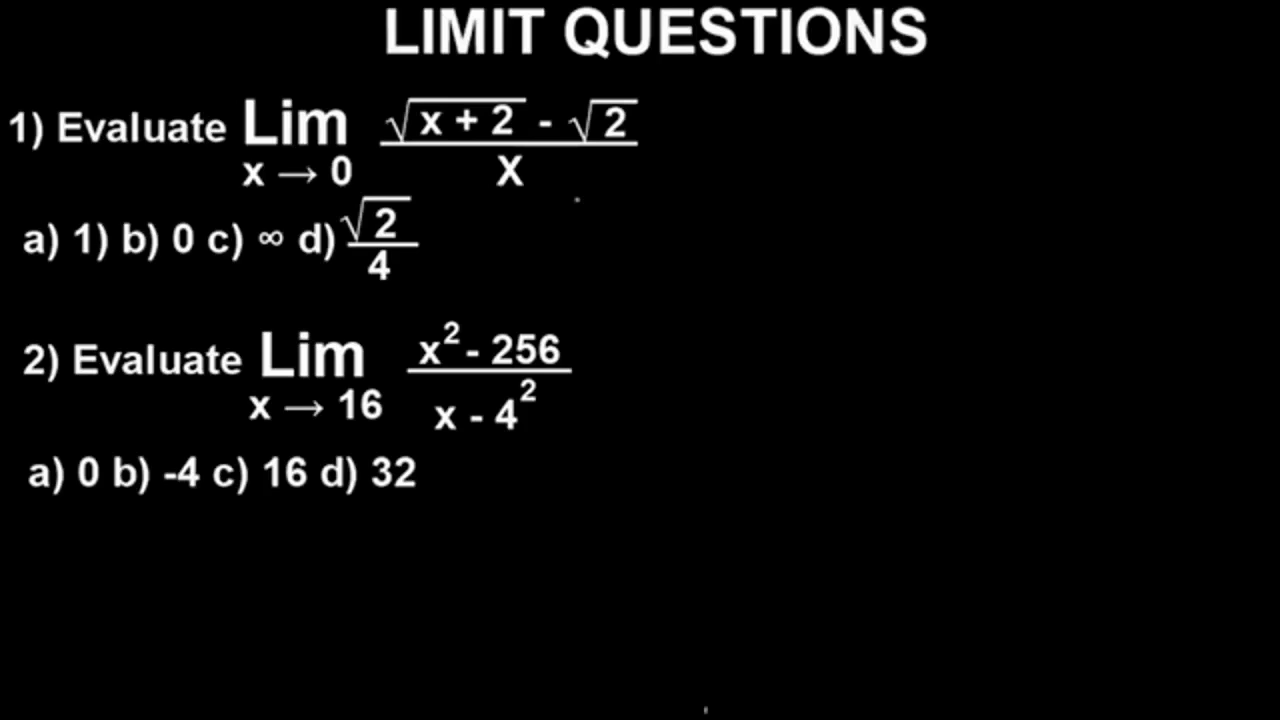 LIMIT QUESTIONS
1) Evaluate Lim x → 0 √x + 2 - √2 / X
a) 1) b) 0 c) ∞ d) √2 / 4
2) Evaluate Lim x → 16 x² - 256 / x - 4²
a) 0 b) -4 c) 16 d) 32